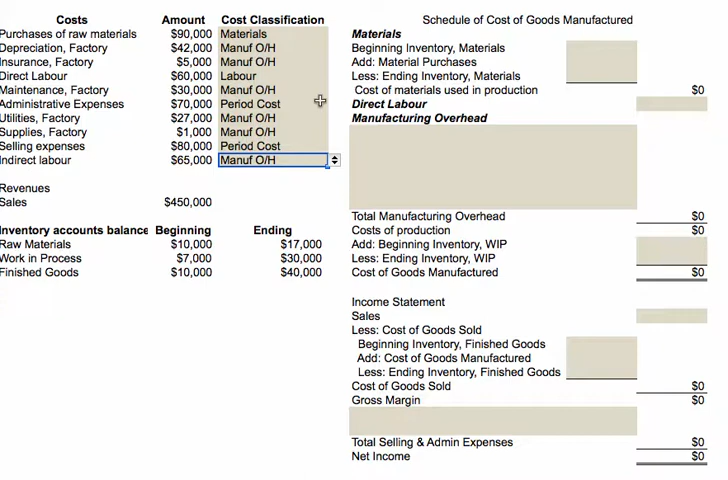 Costs Amount Cost Classification
Purchases of raw materials $90,000 Materials
Depreciation, Factory $42,000 Manuf O/H
Insurance, Factory $5,000 Manuf O/H
Direct Labour $60,000 Labour
Maintenance, Factory $30,000 Manuf O/H
Administrative Expenses $70,000 Period Cost
Utilities, Factory $27,000 Manuf O/H
Supplies, Factory $1,000 Manuf O/H
Selling expenses $80,000 Period Cost
Indirect labour $65,000 Manuf O/H
Revenues
Sales $450,000
Inventory accounts balance Beginning Ending
Raw Materials $10,000 $17,000
Work in Process $7,000 $30,000
Finished Goods $10,000 $40,000
Schedule of Cost of Goods Manufactured
Materials
Beginning Inventory, Materials
Add: Material Purchases
Less: Ending Inventory, Materials
Cost of materials used in production $0
Direct Labour
Manufacturing Overhead
Total Manufacturing Overhead $0
Costs of production $0
Add: Beginning Inventory, WIP
Less: Ending Inventory, WIP
Cost of Goods Manufactured $0
Income Statement
Sales
Less: Cost of Goods Sold
Beginning Inventory, Finished Goods
Add: Cost of Goods Manufactured
Less: Ending Inventory, Finished Goods
Cost of Goods Sold $0
Gross Margin $0
Total Selling & Admin Expenses $0
Net Income $0